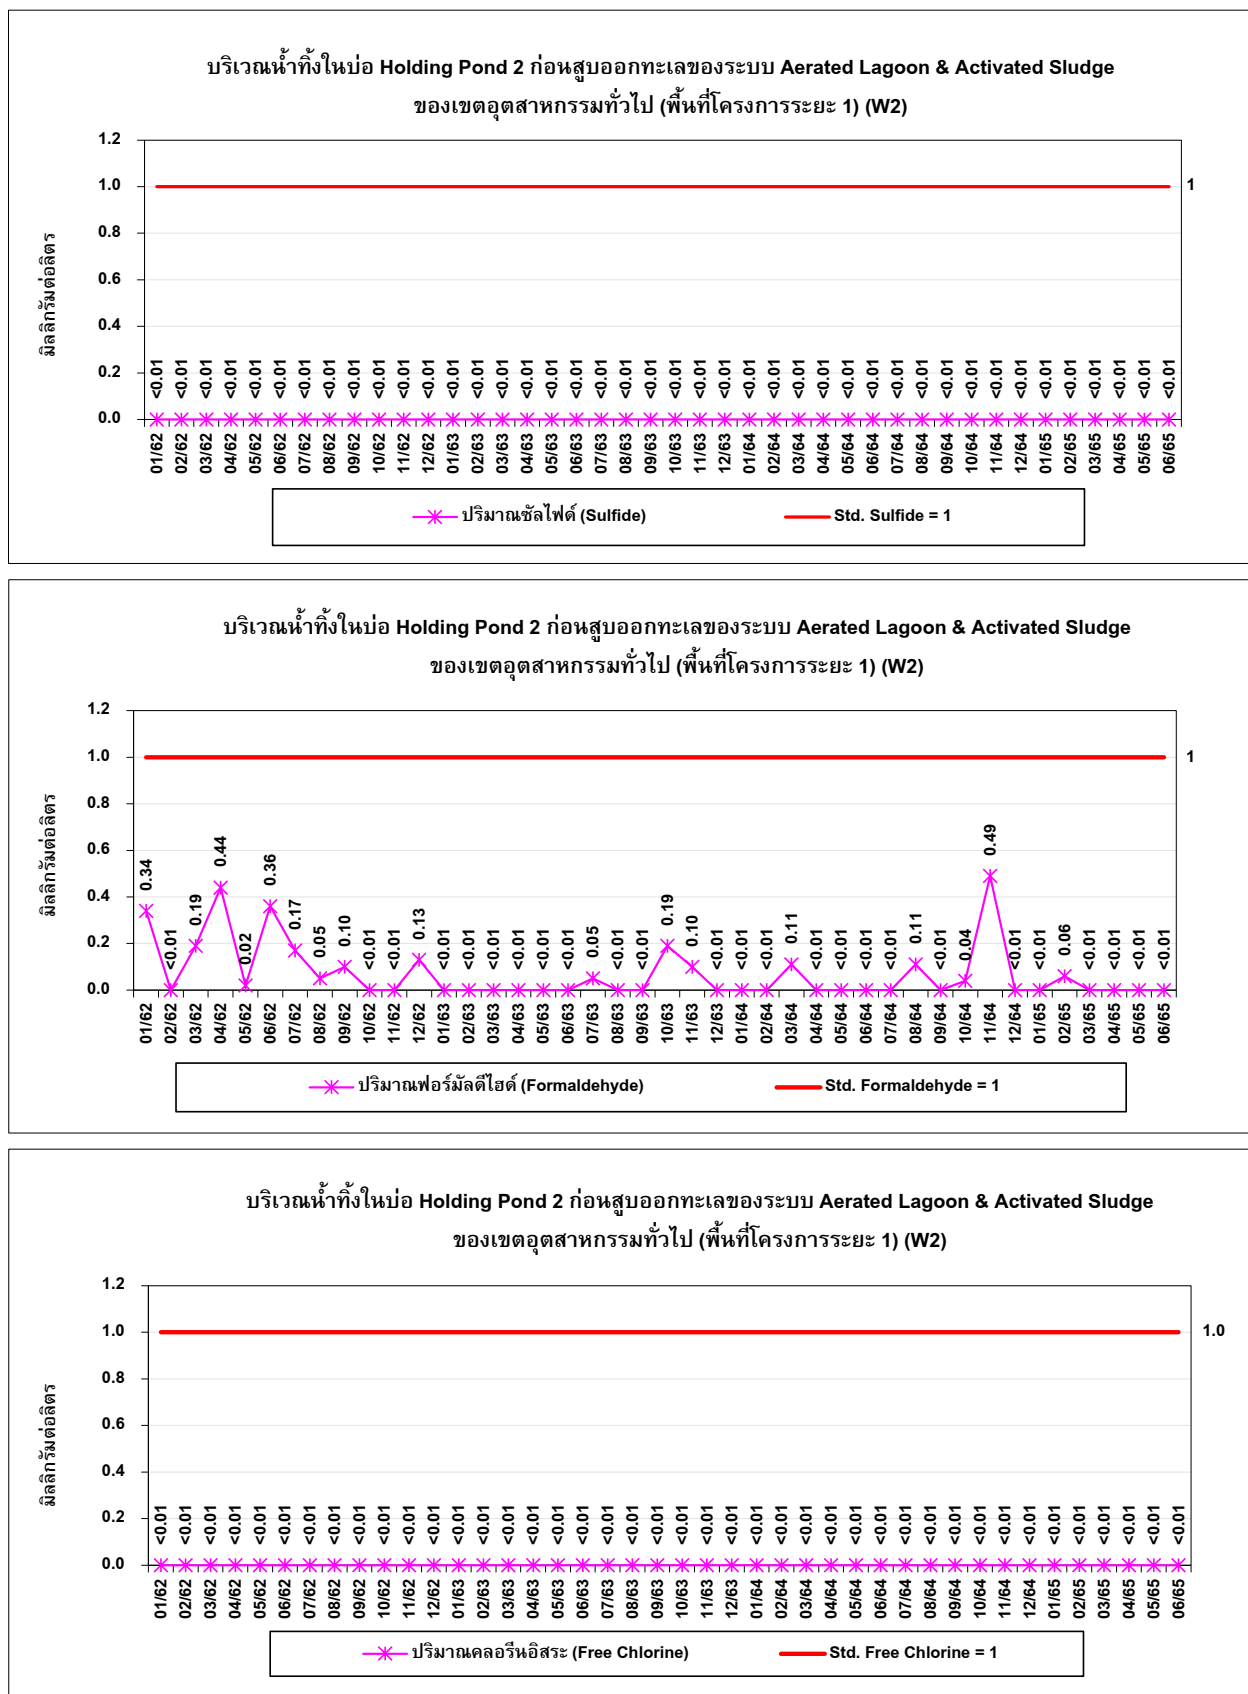 บริเวณน้ำทิ้งในบ่อ Holding Pond 2 ก่อนสูบออกทะเลของระบบ Aerated Lagoon & Activated Sludge
ของเขตอุตสาหกรรมทั่วไป (พื้นที่โครงการระยะ 1) (W2)
1.2
1.0
0.8
0.6
0.4
0.2
0.0
มิลลิกรัมต่อลิตร
1
<0.01 <0.01 <0.01 <0.01 <0.01 <0.01 <0.01 <0.01 <0.01 <0.01 <0.01 <0.01 <0.01 <0.01 <0.01 <0.01 <0.01 <0.01 <0.01 <0.01 <0.01 <0.01 <0.01 <0.01 <0.01 <0.01 <0.01 <0.01 <0.01 <0.01 <0.01 <0.01 <0.01 <0.01 <0.01 <0.01 <0.01 <0.01 <0.01 <0.01 <0.01 <0.01
01/62 02/62 03/62 04/62 05/62 06/62 07/62 08/62 09/62 10/62 11/62 12/62 01/63 02/63 03/63 04/63 05/63 06/63 07/63 08/63 09/63 10/63 11/63 12/63 01/64 02/64 03/64 04/64 05/64 06/64 07/64 08/64 09/64 10/64 11/64 12/64 01/65 02/65 03/65 04/65 05/65 06/65
ปริมาณซัลไฟด์ (Sulfide) Std. Sulfide = 1
บริเวณน้ำทิ้งในบ่อ Holding Pond 2 ก่อนสูบออกทะเลของระบบ Aerated Lagoon & Activated Sludge
ของเขตอุตสาหกรรมทั่วไป (พื้นที่โครงการระยะ 1) (W2)
1.2
1.0
0.8
0.6
0.4
0.2
0.0
มิลลิกรัมต่อลิตร
1
0.34 <0.01 0.19 0.44 0.02 0.36 0.17 0.05 0.10 <0.01 <0.01 0.13 <0.01 <0.01 <0.01 <0.01 <0.01 <0.01 0.05 <0.01 <0.01 0.19 0.10 <0.01 <0.01 <0.01 0.11 <0.01 <0.01 <0.01 <0.01 0.11 <0.01 0.04 0.49 <0.01 <0.01 0.06 <0.01 <0.01 <0.01 <0.01
01/62 02/62 03/62 04/62 05/62 06/62 07/62 08/62 09/62 10/62 11/62 12/62 01/63 02/63 03/63 04/63 05/63 06/63 07/63 08/63 09/63 10/63 11/63 12/63 01/64 02/64 03/64 04/64 05/64 06/64 07/64 08/64 09/64 10/64 11/64 12/64 01/65 02/65 03/65 04/65 05/65 06/65
ปริมาณฟอร์มัลดีไฮด์ (Formaldehyde) Std. Formaldehyde = 1
บริเวณน้ำทิ้งในบ่อ Holding Pond 2 ก่อนสูบออกทะเลของระบบ Aerated Lagoon & Activated Sludge
ของเขตอุตสาหกรรมทั่วไป (พื้นที่โครงการระยะ 1) (W2)
1.2
1.0
0.8
0.6
0.4
0.2
0.0
มิลลิกรัมต่อลิตร
1.0
<0.01 <0.01 <0.01 <0.01 <0.01 <0.01 <0.01 <0.01 <0.01 <0.01 <0.01 <0.01 <0.01 <0.01 <0.01 <0.01 <0.01 <0.01 <0.01 <0.01 <0.01 <0.01 <0.01 <0.01 <0.01 <0.01 <0.01 <0.01 <0.01 <0.01 <0.01 <0.01 <0.01 <0.01 <0.01 <0.01 <0.01 <0.01 <0.01 <0.01 <0.01 <0.01
01/62 02/62 03/62 04/62 05/62 06/62 07/62 08/62 09/62 10/62 11/62 12/62 01/63 02/63 03/63 04/63 05/63 06/63 07/63 08/63 09/63 10/63 11/63 12/63 01/64 02/64 03/64 04/64 05/64 06/64 07/64 08/64 09/64 10/64 11/64 12/64 01/65 02/65 03/65 04/65 05/65 06/65
ปริมาณคลอรีนอิสระ (Free Chlorine) Std. Free Chlorine = 1